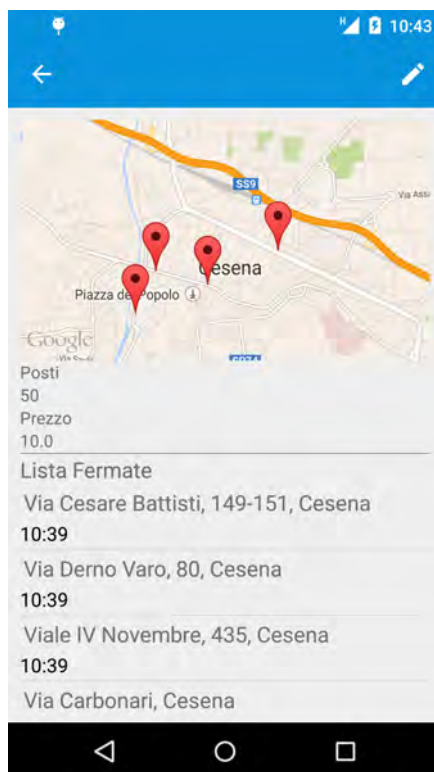 H
10:43
SS9
Via Assa
Cesena
Piazza del Popolo
Google
Posti
50
Prezzo
10.0
Lista Fermate
Via Cesare Battisti, 149-151, Cesena
10:39
Via Derno Varo, 80, Cesena
10:39
Viale IV Novembre, 435, Cesena
10:39
Via Carbonari, Cesena